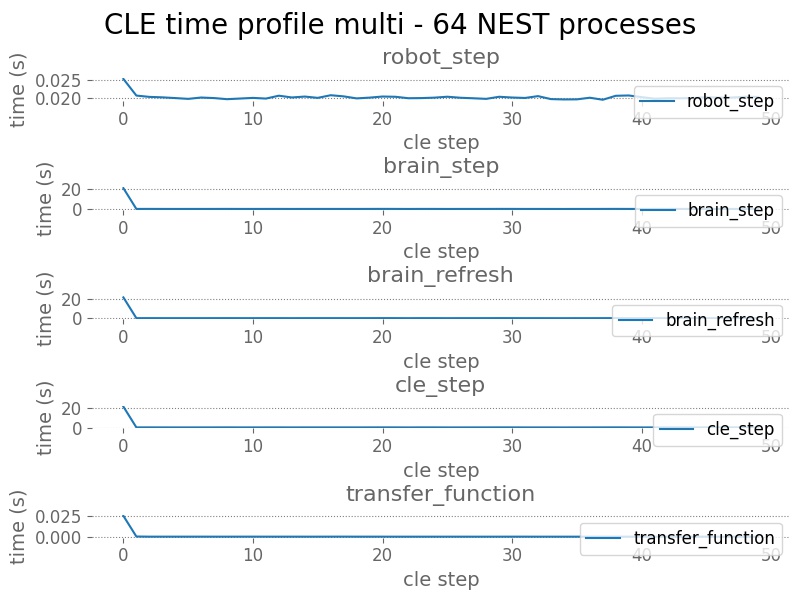 CLE time profile multi - 64 NEST processes
robot_step
time (s)
0.025
0.020
robot_step
0 10 20 30 40 50
cle step
brain_step
time (s)
20
0
brain_step
0 10 20 30 40 50
cle step
brain_refresh
time (s)
20
0
brain_refresh
0 10 20 30 40 50
cle step
cle_step
time (s)
20
0
cle_step
0 10 20 30 40 50
cle step
transfer_function
time (s)
0.025
0.000
transfer_function
0 10 20 30 40 50
cle step